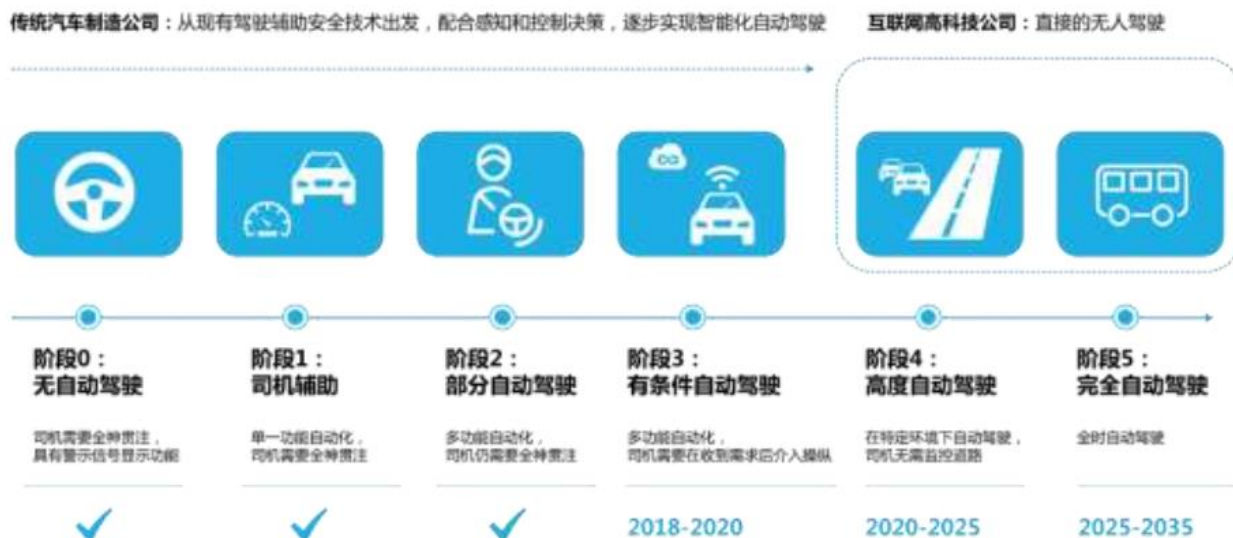 传统汽车制造公司：从现有驾驶辅助安全技术出发，配合感知和控制决策，逐步实现智能化自动驾驶
互联网高科技公司：直接的无人驾驶
阶段0：
无自动驾驶
司机需要全神贯注，
具有警示信号显示功能
阶段1：
司机辅助
单一功能自动化，
司机需要全神贯注
阶段2：
部分自动驾驶
多功能自动化，
司机仍需要全神贯注
阶段3：
有条件自动驾驶
多功能自动化，
司机需要在收到需求后介入操纵
2018-2020
阶段4：
高度自动驾驶
在特定环境下自动驾驶，
司机无需监控道路
2020-2025
阶段5：
完全自动驾驶
全时自动驾驶
2025-2035